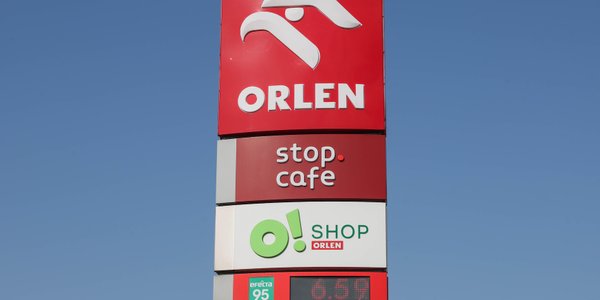 ORLEN
stop.
cafe
O! SHOP
ORLEN
efecta
95
6.59